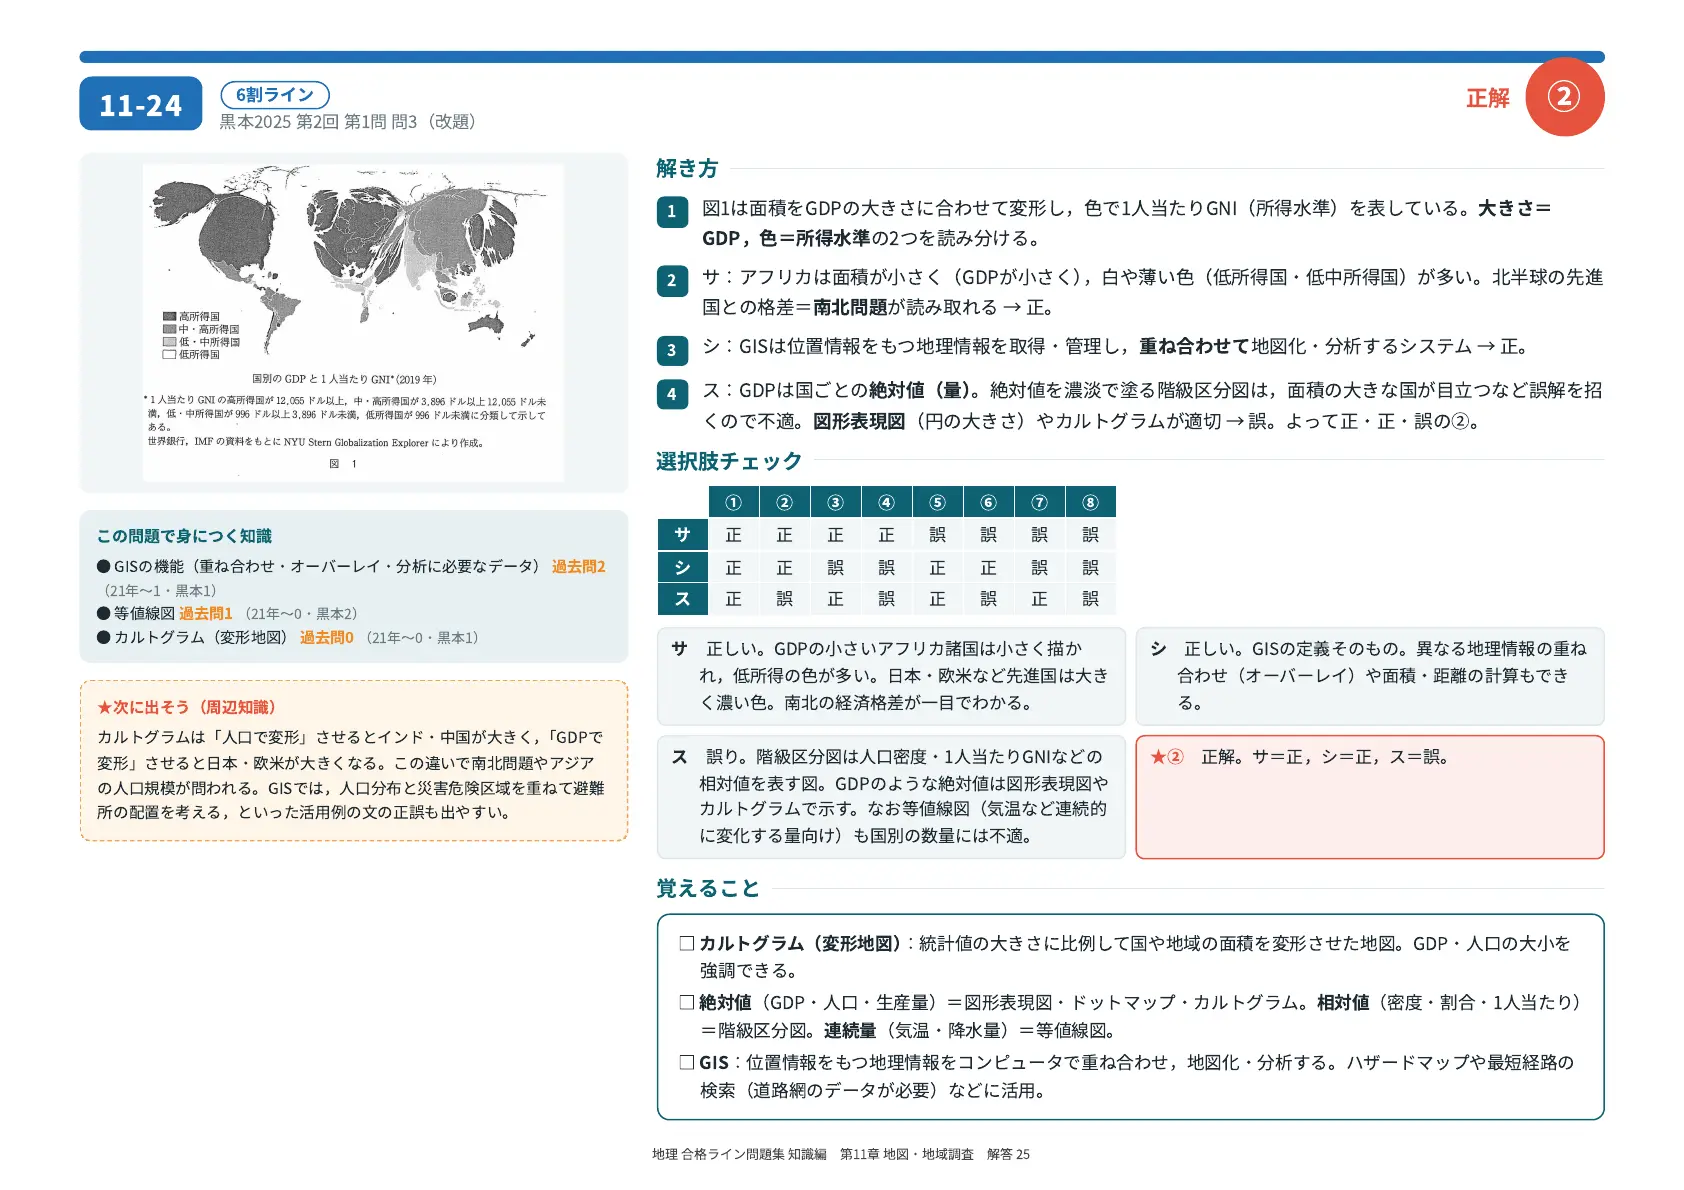 11-24
6割ライン
黒本2025 第2回 第1問 問3（改題）
正解
②
高所得国
中・高所得国
低・中所得国
低所得国
国別の GDP と 1 人当たり GNI*（2019 年）
* 1 人当たり GNI の高所得国が 12,055 ドル以上，中・高所得国が 3,896 ドル以上 12,055 ドル未
満，低・中所得国が 996 ドル以上 3,896 ドル未満，低所得国が 996 ドル未満に分類して示して
ある。
世界銀行，IMF の資料をもとに NYU Stern Globalization Explorer により作成。
図 1
この問題で身につく知識
● GISの機能（重ね合わせ・オーバーレイ・分析に必要なデータ） 過去問2
（21年〜1・黒本1）
● 等値線図 過去問1 （21年〜0・黒本2）
● カルトグラム（変形地図） 過去問0 （21年〜0・黒本1）
★次に出そう（周辺知識）
カルトグラムは「人口で変形」させるとインド・中国が大きく，「GDPで
変形」させると日本・欧米が大きくなる。この違いで南北問題やアジア
の人口規模が問われる。GISでは，人口分布と災害危険区域を重ねて避難
所の配置を考える，といった活用例の文の正誤も出やすい。
解き方
1 図1は面積をGDPの大きさに合わせて変形し，色で1人当たりGNI（所得水準）を表している。大きさ＝
GDP，色＝所得水準の2つを読み分ける。
2 サ：アフリカは面積が小さく（GDPが小さく），白や薄い色（低所得国・低中所得国）が多い。北半球の先進
国との格差＝南北問題が読み取れる → 正。
3 シ：GISは位置情報をもつ地理情報を取得・管理し，重ね合わせて地図化・分析するシステム → 正。
4 ス：GDPは国ごとの絶対値（量）。絶対値を濃淡で塗る階級区分図は，面積の大きな国が目立つなど誤解を招
くので不適。図形表現図（円の大きさ）やカルトグラムが適切 → 誤。よって正・正・誤の②。
選択肢チェック
① ② ③ ④ ⑤ ⑥ ⑦ ⑧
サ 正 正 正 正 誤 誤 誤 誤
シ 正 正 誤 誤 正 正 誤 誤
ス 正 誤 正 誤 正 誤 正 誤
サ 正しい。GDPの小さいアフリカ諸国は小さく描か
れ，低所得の色が多い。日本・欧米など先進国は大き
く濃い色。南北の経済格差が一目でわかる。
シ 正しい。GISの定義そのもの。異なる地理情報の重ね
合わせ（オーバーレイ）や面積・距離の計算もでき
る。
ス 誤り。階級区分図は人口密度・1人当たりGNIなどの
相対値を表す図。GDPのような絶対値は図形表現図や
カルトグラムで示す。なお等値線図（気温など連続的
に変化する量向け）も国別の数量には不適。
★② 正解。サ＝正，シ＝正，ス＝誤。
覚えること
□ カルトグラム（変形地図）：統計値の大きさに比例して国や地域の面積を変形させた地図。GDP・人口の大小を
強調できる。
□ 絶対値（GDP・人口・生産量）＝図形表現図・ドットマップ・カルトグラム。相対値（密度・割合・1人当たり）
＝階級区分図。連続量（気温・降水量）＝等値線図。
□ GIS：位置情報をもつ地理情報をコンピュータで重ね合わせ，地図化・分析する。ハザードマップや最短経路の
検索（道路網のデータが必要）などに活用。
地理 合格ライン問題集 知識編 第11章 地図・地域調査 解答 25